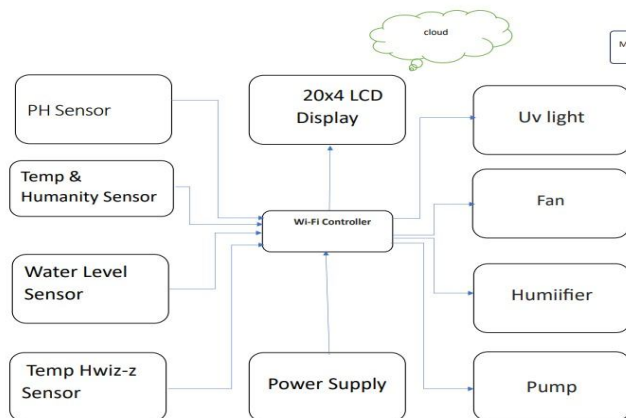 cloud
M
PH Sensor
20x4 LCD
Display
Uv light
Temp &
Humanity Sensor
Wi-Fi Controller
Fan
Water Level
Sensor
Humiifier
Temp Hwiz-z
Sensor
Power Supply
Pump